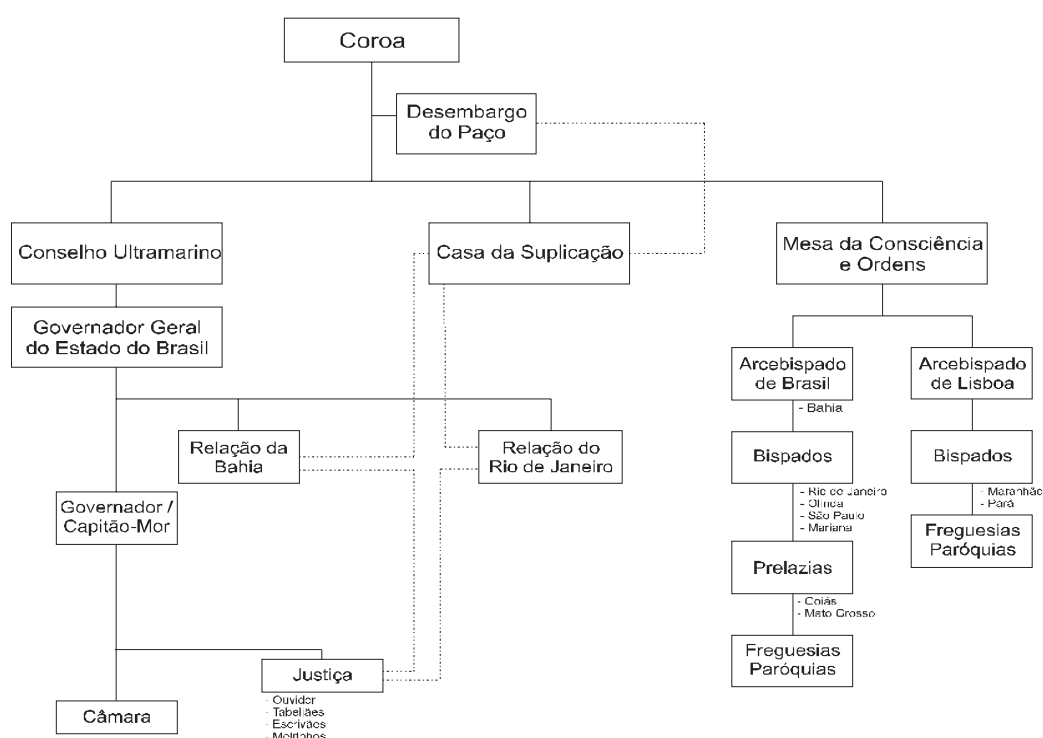 Coroa
Desembargo
do Paço
Conselho Ultramarino
Casa da Suplicação
Mesa da Consciência
e Ordens
Governador Geral
do Estado do Brasil
Arcebispado
de Brasil
- Bahia
Arcebispado
de Lisboa
Relação da
Bahia
Relação do
Rio de Janeiro
Bispados
- Rio de Janeiro
- Olinda
- São Paulo
- Mariana
Bispados
- Maranhão
- Pará
Governador /
Capitão-Mor
Freguesias
Paróquias
Prelazias
- Goiás
- Mato Grosso
Freguesias
Paróquias
Justiça
- Ouvidor
- Tabeliães
- Escrivães
- Meirinhos
Câmara